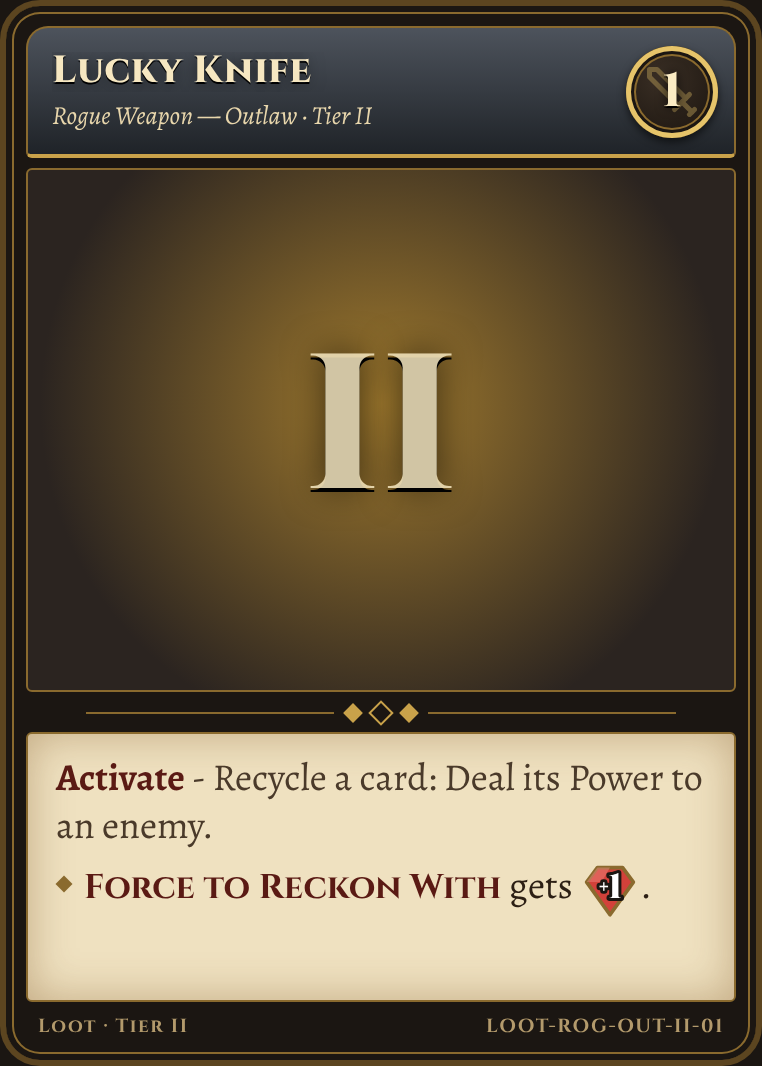 Lucky Knife
Rogue Weapon — Outlaw · Tier II
1
II
Activate - Recycle a card: Deal its Power to
an enemy.
Force to Reckon With gets +1 .
Loot · Tier II
LOOT-ROG-OUT-II-01